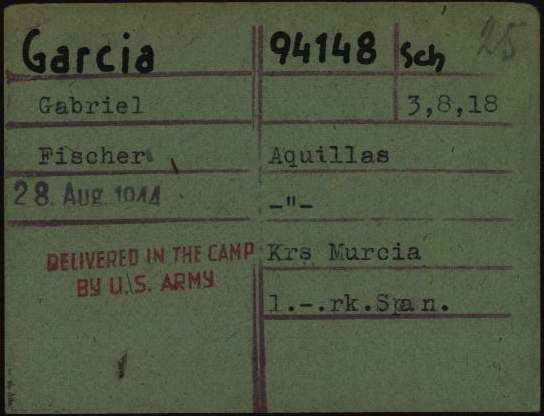 Garcia 94148 Sch 25
Gabriel 3,8,18
Fischer Aquillas
28. Aug 1944 -"-
DELIVERED IN THE CAMP Krs Murcia
BY U.S. ARMY
l.-.rk.Span.